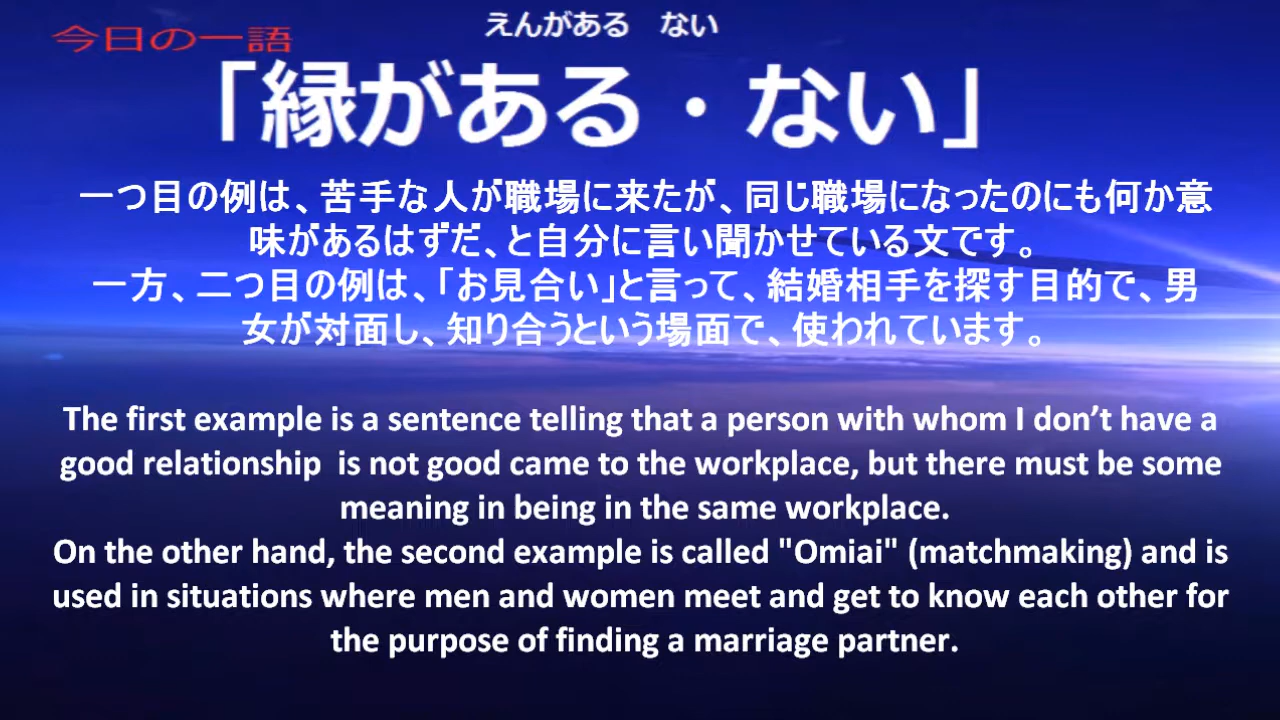 えんがある　ない
今日の一語
「縁がある・ない」
一つ目の例は、苦手な人が職場に来たが、同じ職場になったのにも何か意
味があるはずだ、と自分に言い聞かせている文です。
一方、二つ目の例は、「お見合い」と言って、結婚相手を探す目的で、男
女が対面し、知り合うという場面で、使われています。
The first example is a sentence telling that a person with whom I don’t have a
good relationship  is not good came to the workplace, but there must be some
meaning in being in the same workplace.
On the other hand, the second example is called "Omiai" (matchmaking) and is
used in situations where men and women meet and get to know each other for
the purpose of finding a marriage partner.